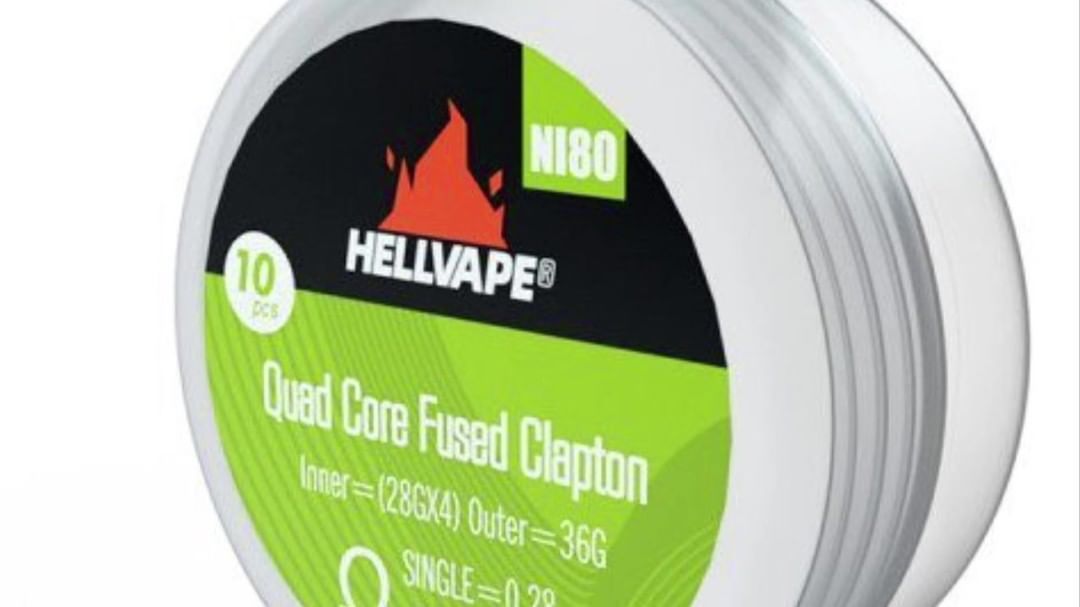 NI80
HELLVAPE®
10
pcs
Quad Core Fused Clapton
Inner=(28GX4) Outer=36G
Ω SINGLE=0.28